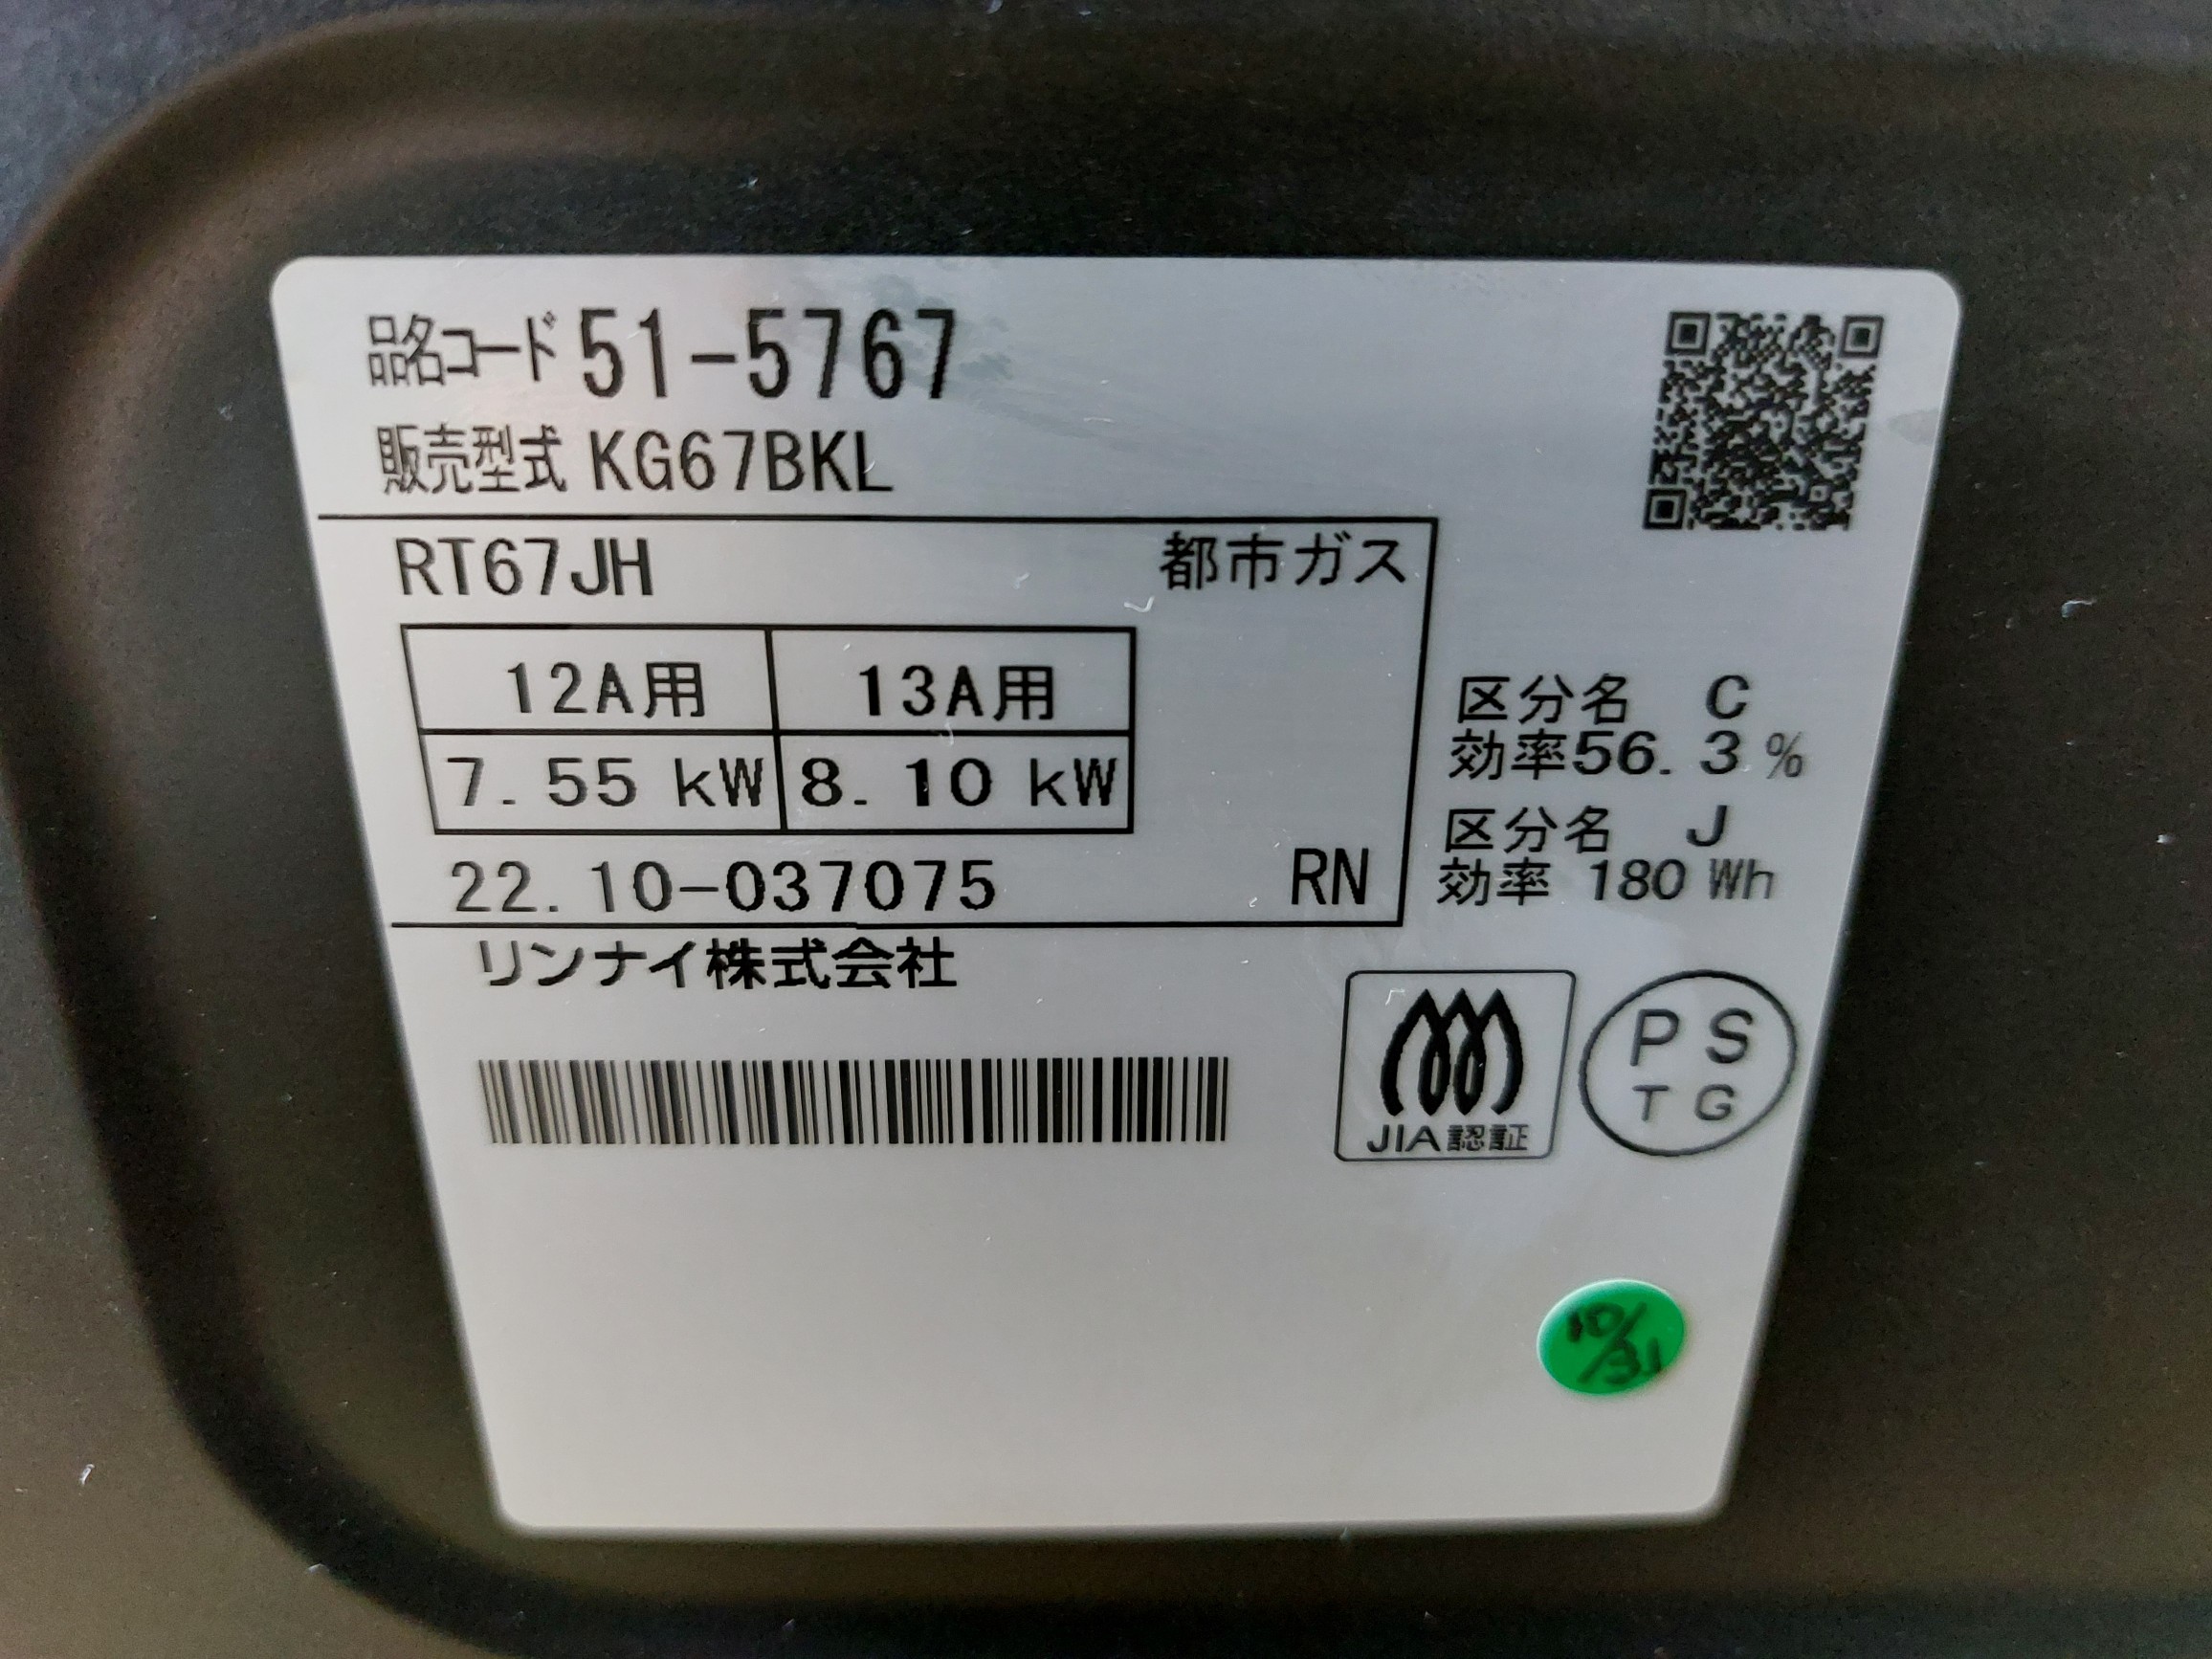 品名コード 51-5767
販売型式 KG67BKL
RT67JH 都市ガス
12A用 13A用
7.55 kW 8.10 kW
22.10-037075 RN
区分名 C
効率56.3%
区分名 J
効率 180 Wh
リンナイ株式会社
JIA認証
PS
TG
10/31